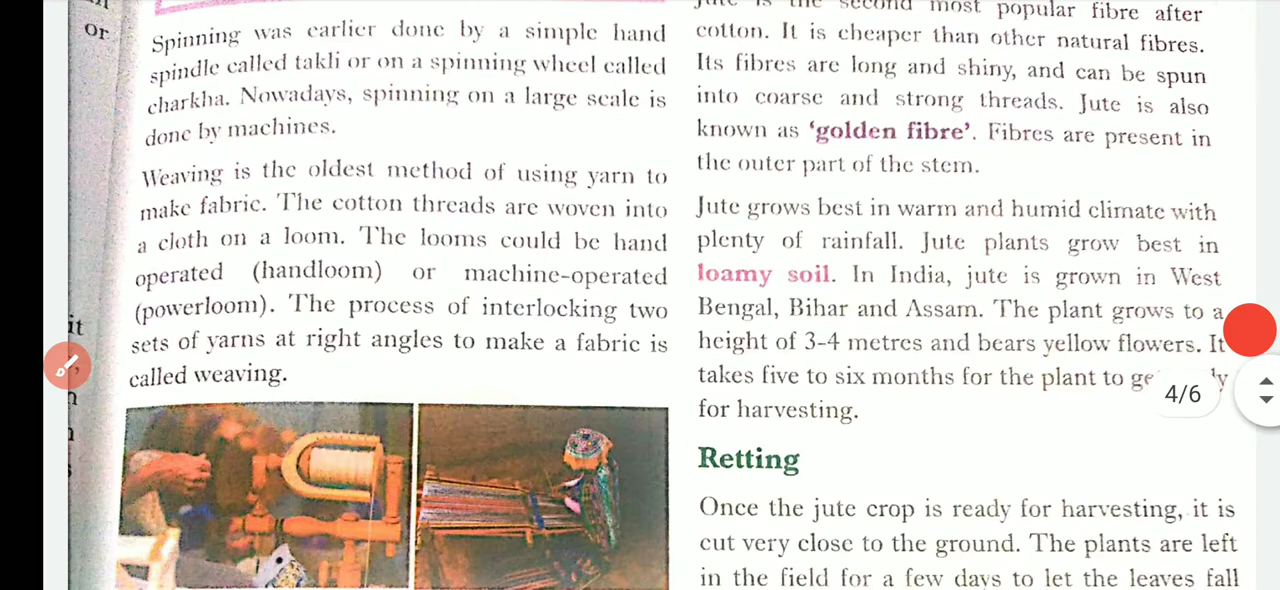 or
it
Spinning was earlier done by a simple hand
spindle called takli or on a spinning wheel called
charkha. Nowadays, spinning on a large scale is
done by machines.
Weaving is the oldest method of using yarn to
make fabric. The cotton threads are woven into
a cloth on a loom. The looms could be hand
operated (handloom) or machine-operated
(powerloom). The process of interlocking two
sets of yarns at right angles to make a fabric is
called weaving.
Jute is the second most popular fibre after
cotton. It is cheaper than other natural fibres.
Its fibres are long and shiny, and can be spun
into coarse and strong threads. Jute is also
known as ‘golden fibre’. Fibres are present in
the outer part of the stem.
Jute grows best in warm and humid climate with
plenty of rainfall. Jute plants grow best in
loamy soil. In India, jute is grown in West
Bengal, Bihar and Assam. The plant grows to a
height of 3-4 metres and bears yellow flowers. It
takes five to six months for the plant to
for harvesting.
4/6
Retting
Once the jute crop is ready for harvesting, it is
cut very close to the ground. The plants are left
in the field for a few days to let the leaves fall